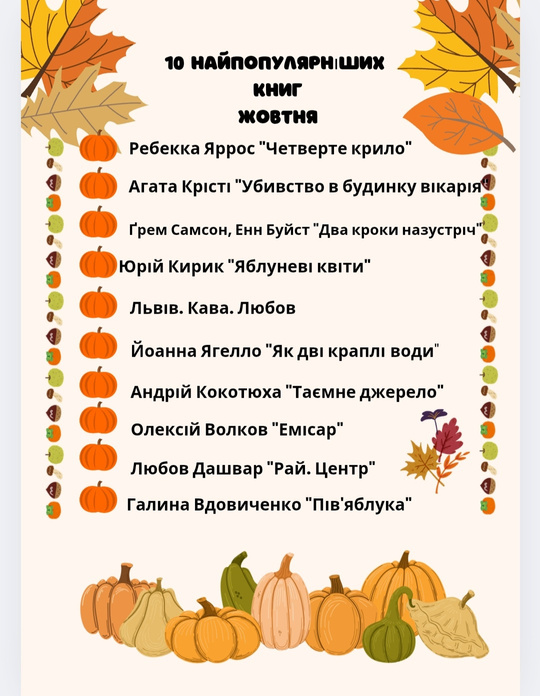 10 НАЙПОПУЛЯРНІШИХ
КНИГ
ЖОВТНЯ
Ребекка Яррос "Четверте крило"
Агата Крісті "Убивство в будинку вікарія"
Ґрем Самсон, Енн Буйст "Два кроки назустріч"
Юрій Кирик "Яблуневі квіти"
Львів. Кава. Любов
Йоанна Ягелло "Як дві краплі води"
Андрій Кокотюха "Таємне джерело"
Олексій Волков "Емісар"
Любов Дашвар "Рай. Центр"
Галина Вдовиченко "Пів'яблука"